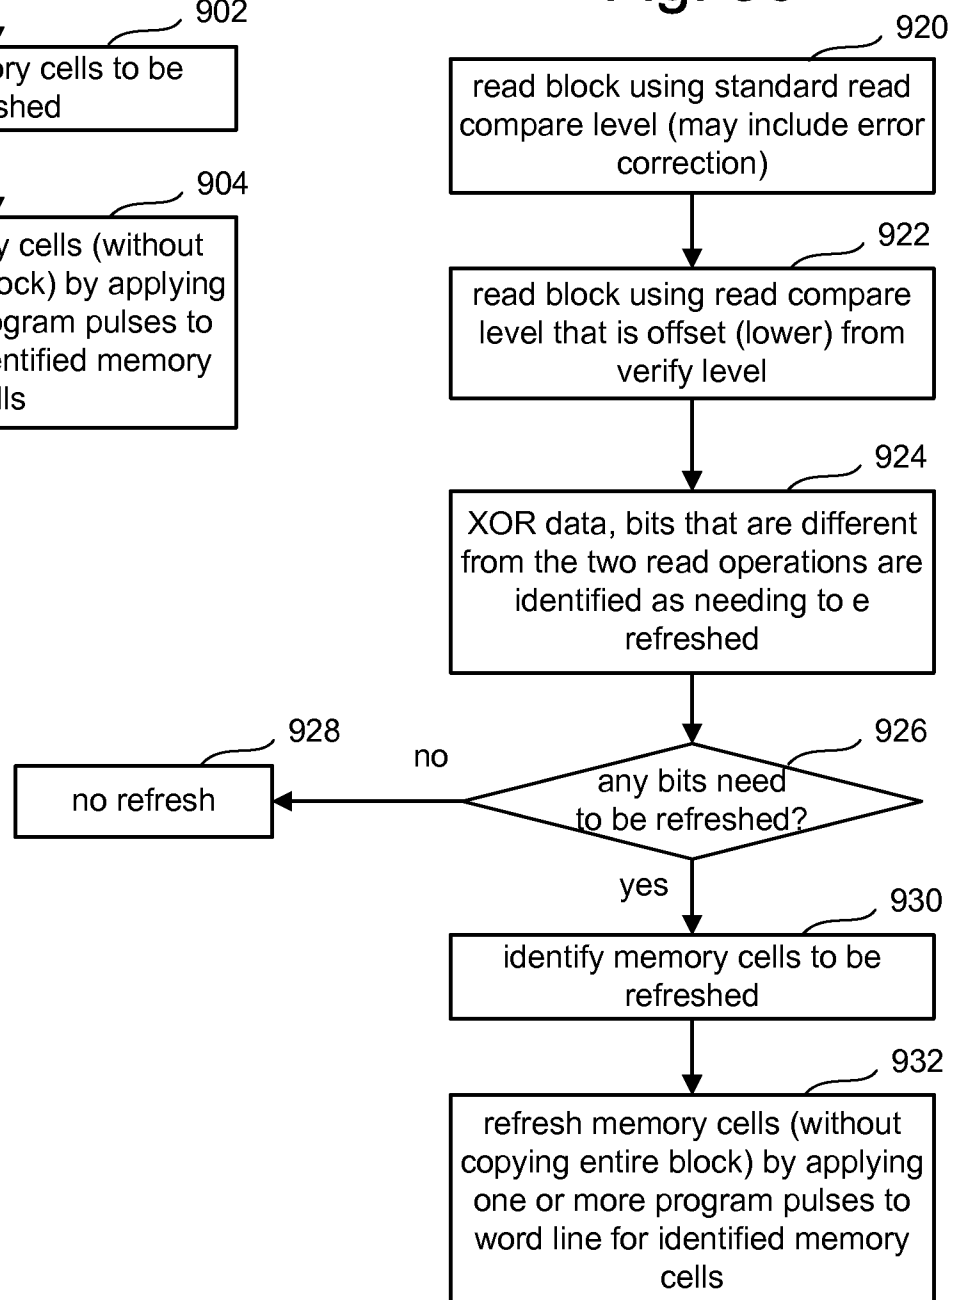 902
ory cells to be
shed
904
y cells (without
ock) by applying
ogram pulses to
entified memory
lls
920
read block using standard read
compare level (may include error
correction)
922
read block using read compare
level that is offset (lower) from
verify level
924
XOR data, bits that are different
from the two read operations are
identified as needing to e
refreshed
926
any bits need
to be refreshed?
no
928
no refresh
yes
930
identify memory cells to be
refreshed
932
refresh memory cells (without
copying entire block) by applying
one or more program pulses to
word line for identified memory
cells